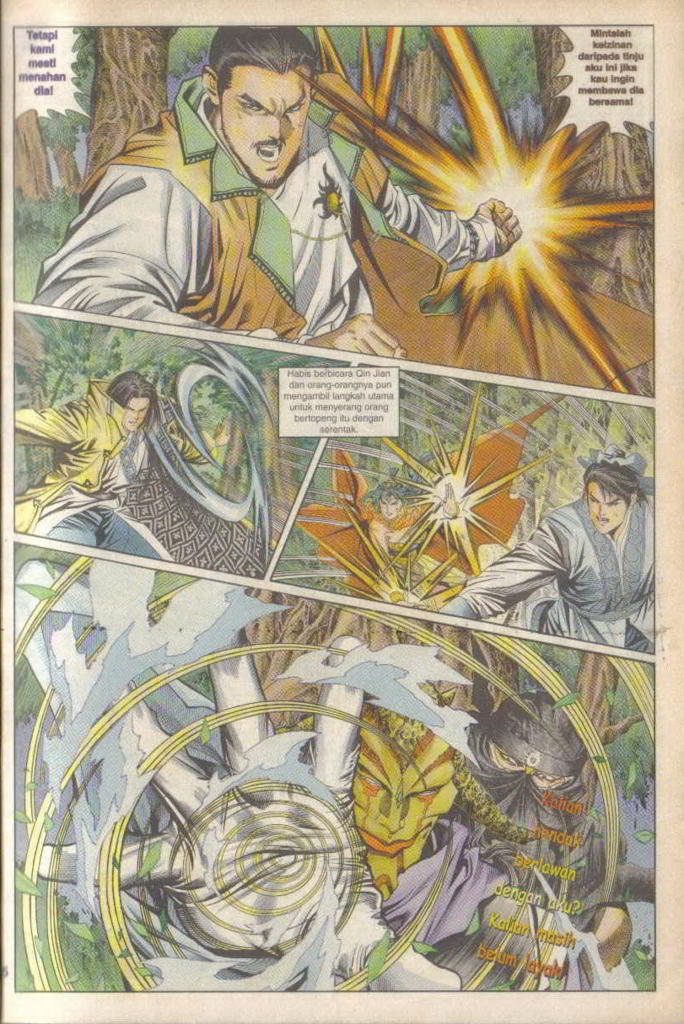 Tetapi
kami
mesti
menahan
dia!
Mintalah
keizinan
daripada tinju
aku ini jika
kau ingin
membawa dia
bersama!
Habis berbicara Qin Jian
dan orang-orangnya pun
mengambil langkah utama
untuk menyerang orang
bertopeng itu dengan
serentak.
Kalian
hendak
berlawan
dengan aku?
Kalian masih
belum layak!